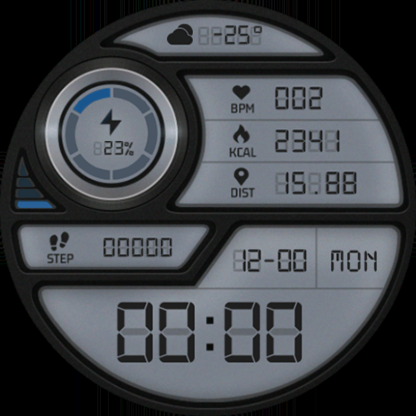 -25°
BPM 002
23%
KCAL 2341
DIST 15.88
STEP 00000
12-00 MON
00:00